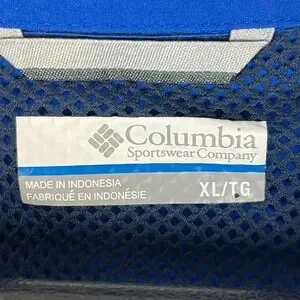 Columbia
Sportswear Company
MADE IN INDONESIA
FABRIQUÉ EN INDONÉSIE
XL/TG